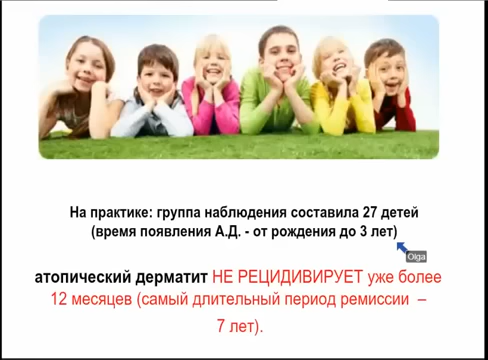 На практике: группа наблюдения составила 27 детей
(время появления А.Д. - от рождения до 3 лет)
Olga
атопический дерматит НЕ РЕЦИДИВИРУЕТ уже более
12 месяцев (самый длительный период ремиссии –
7 лет).